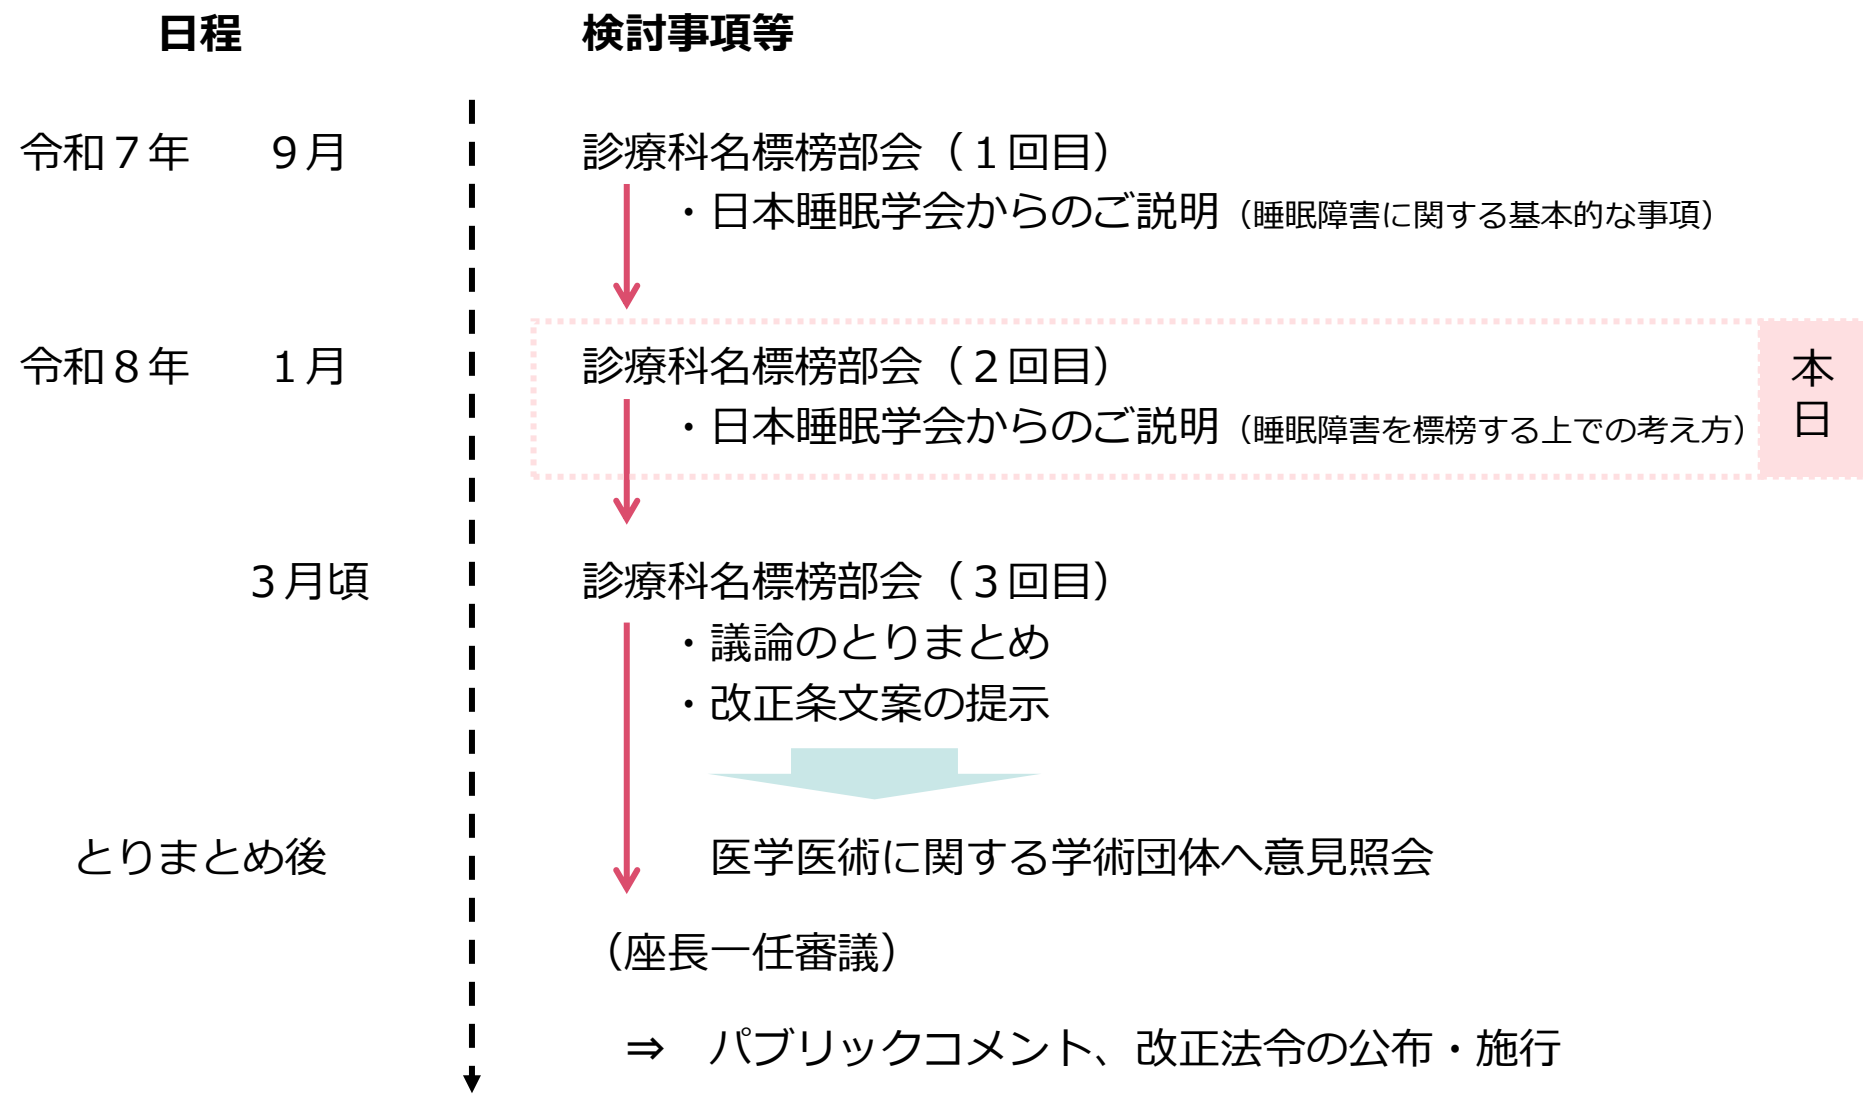 日程　検討事項等
令和７年　９月　診療科名標榜部会（１回目）
・日本睡眠学会からのご説明（睡眠障害に関する基本的な事項）
令和８年　１月　診療科名標榜部会（２回目）
・日本睡眠学会からのご説明（睡眠障害を標榜する上での考え方）
本日
３月頃　診療科名標榜部会（３回目）
・議論のとりまとめ
・改正条文案の提示
とりまとめ後　医学医術に関する学術団体へ意見照会
（座長一任審議）
⇒　パブリックコメント、改正法令の公布・施行